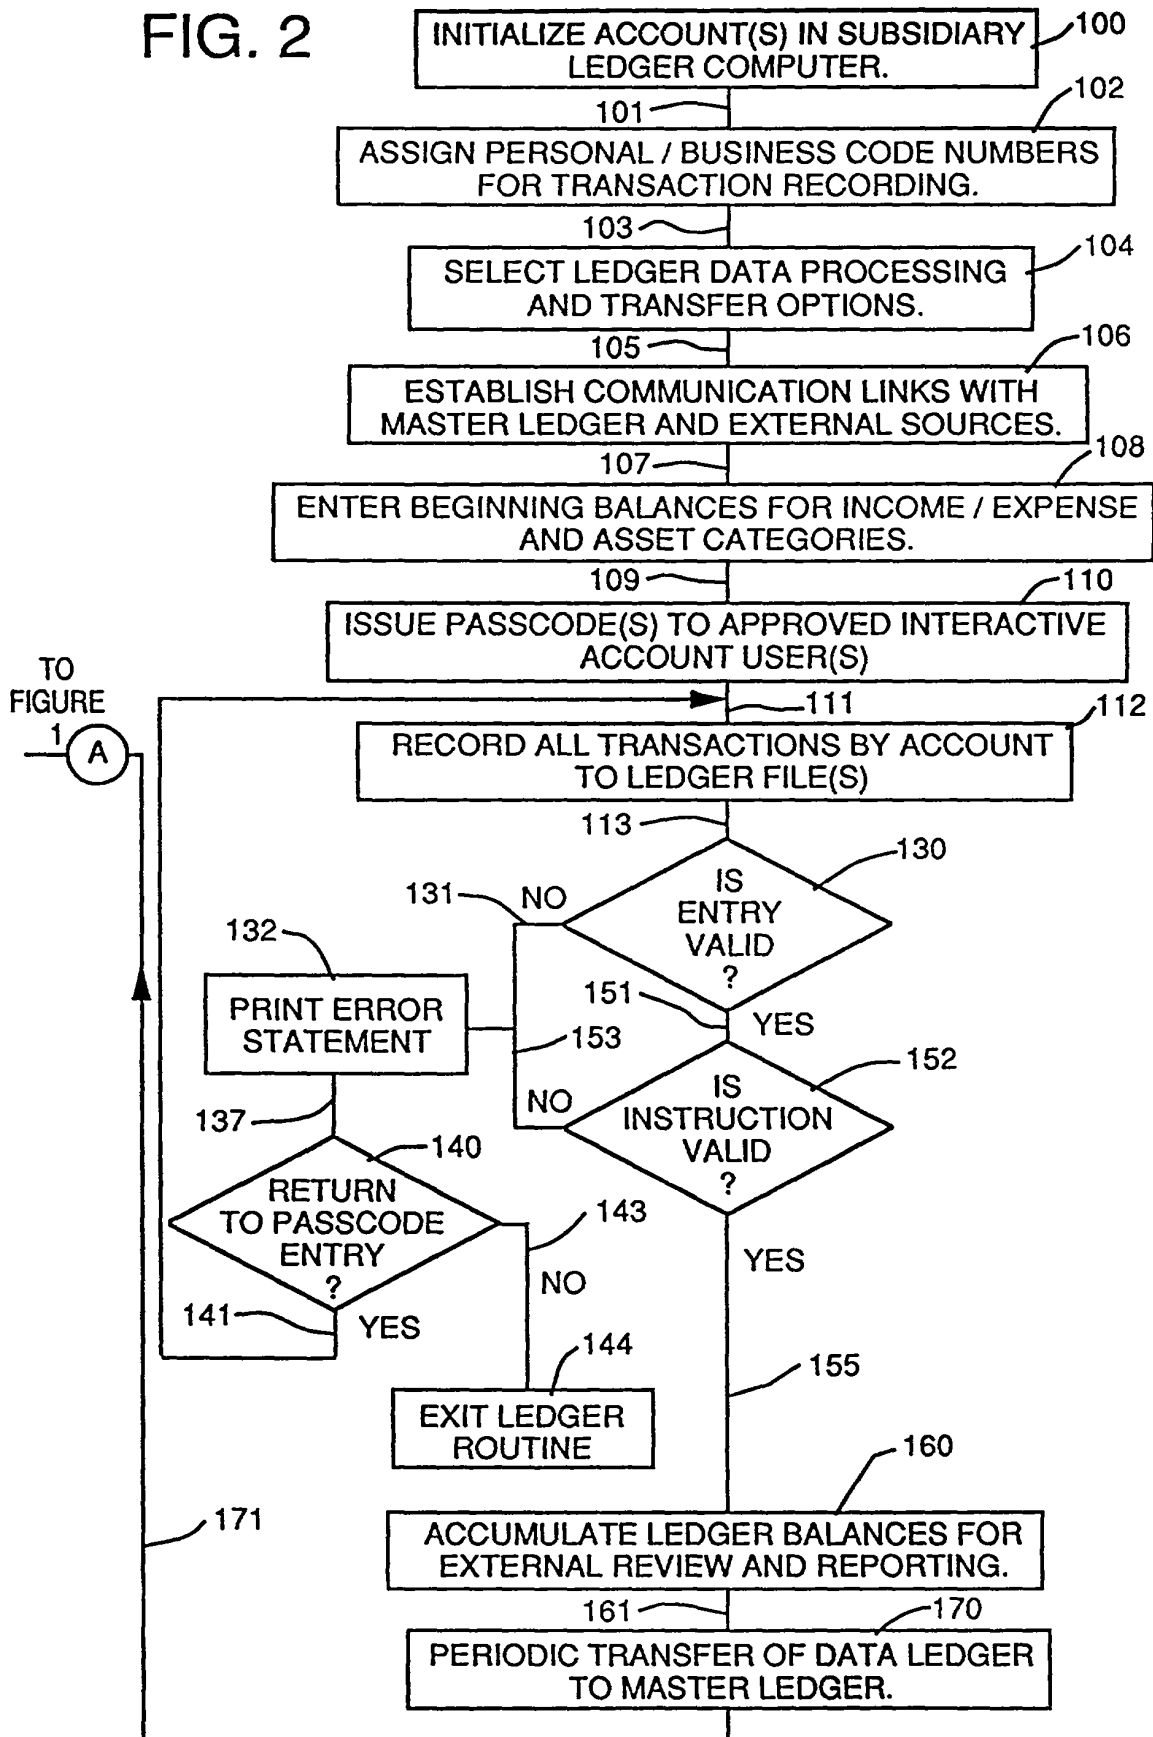 FIG. 2
INITIALIZE ACCOUNT(S) IN SUBSIDIARY
LEDGER COMPUTER.
100
101
102
ASSIGN PERSONAL / BUSINESS CODE NUMBERS
FOR TRANSACTION RECORDING.
103
104
SELECT LEDGER DATA PROCESSING
AND TRANSFER OPTIONS.
105
106
ESTABLISH COMMUNICATION LINKS WITH
MASTER LEDGER AND EXTERNAL SOURCES.
107
108
ENTER BEGINNING BALANCES FOR INCOME / EXPENSE
AND ASSET CATEGORIES.
109
110
ISSUE PASSCODE(S) TO APPROVED INTERACTIVE
ACCOUNT USER(S)
TO
FIGURE
1
A
111
112
RECORD ALL TRANSACTIONS BY ACCOUNT
TO LEDGER FILE(S)
113
130
IS
ENTRY
VALID
?
131
NO
132
PRINT ERROR
STATEMENT
151
YES
153
152
IS
INSTRUCTION
VALID
?
NO
137
140
RETURN
TO PASSCODE
ENTRY
?
143
NO
YES
141
YES
144
EXIT LEDGER
ROUTINE
155
160
ACCUMULATE LEDGER BALANCES FOR
EXTERNAL REVIEW AND REPORTING.
171
161
170
PERIODIC TRANSFER OF DATA LEDGER
TO MASTER LEDGER.